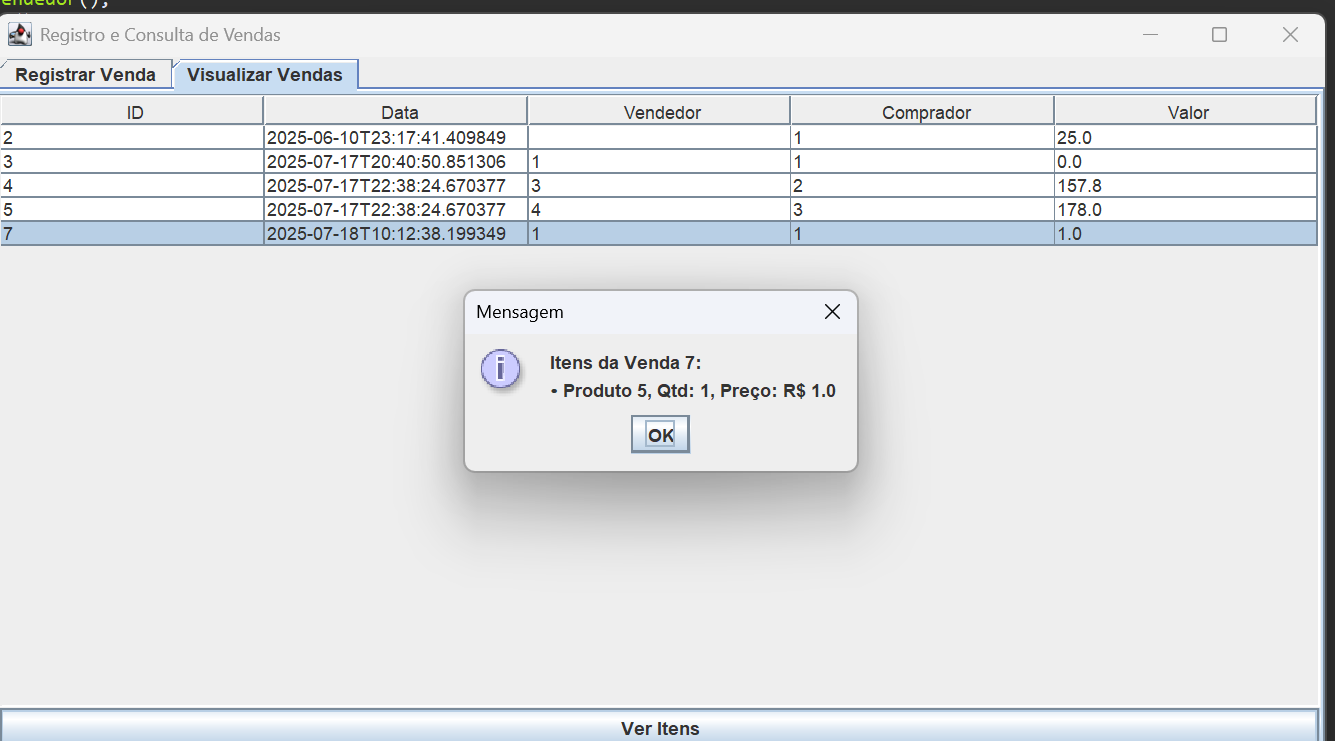 endedor();
Registro e Consulta de Vendas
Registrar Venda Visualizar Vendas
ID Data Vendedor Comprador Valor
2 2025-06-10T23:17:41.409849 1 25.0
3 2025-07-17T20:40:50.851306 1 1 0.0
4 2025-07-17T22:38:24.670377 3 2 157.8
5 2025-07-17T22:38:24.670377 4 3 178.0
7 2025-07-18T10:12:38.199349 1 1 1.0
Mensagem
Itens da Venda 7:
• Produto 5, Qtd: 1, Preço: R$ 1.0
OK
Ver Itens